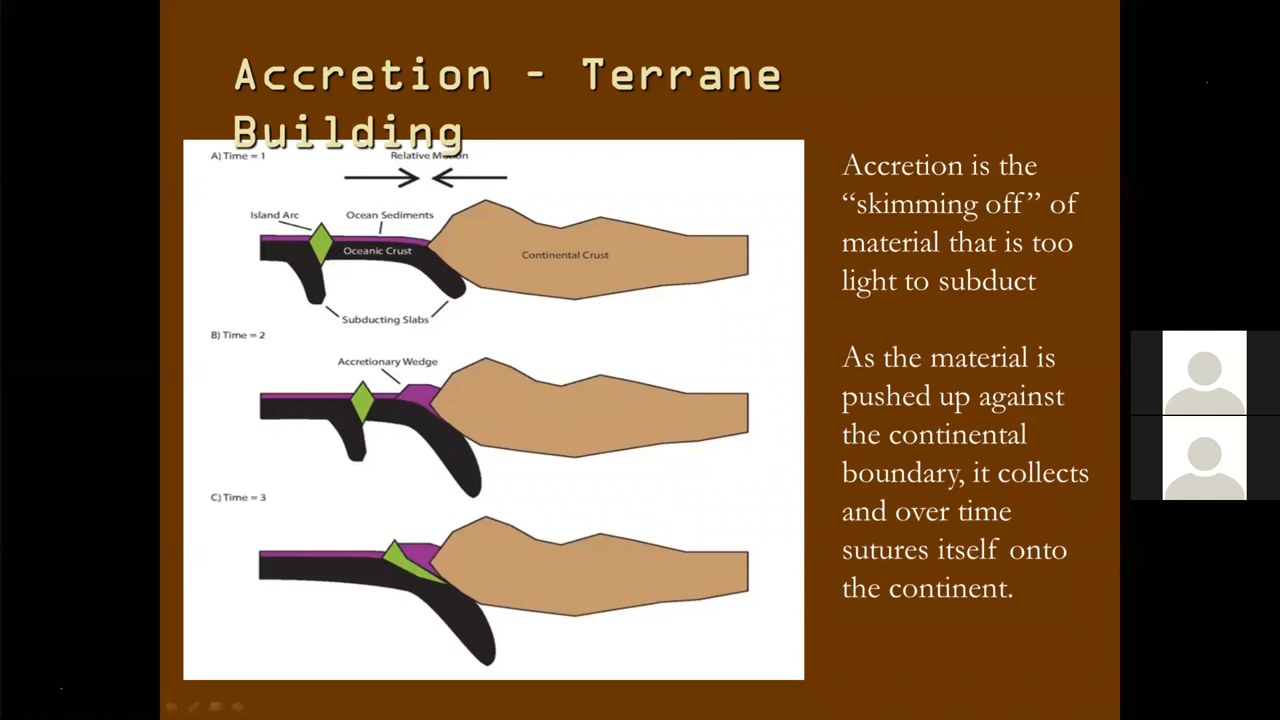 Accretion - Terrane
Building
A) Time = 1
Relative Motion
Island Arc
Ocean Sediments
Oceanic Crust
Continental Crust
Subducting Slabs
B) Time = 2
Accretionary Wedge
C) Time = 3
Accretion is the
“skimming off” of
material that is too
light to subduct
As the material is
pushed up against
the continental
boundary, it collects
and over time
sutures itself onto
the continent.